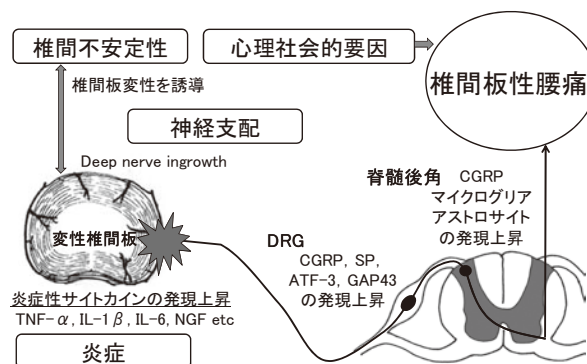 椎間不安定性
心理社会的要因
椎間板性腰痛
椎間板変性を誘導
神経支配
Deep nerve ingrowth
変性椎間板
脊髄後角 CGRP
マイクログリア
アストロサイト
の発現上昇
DRG
CGRP, SP,
ATF-3, GAP43
の発現上昇
炎症性サイトカインの発現上昇
TNF-α, IL-1β, IL-6, NGF etc
炎症